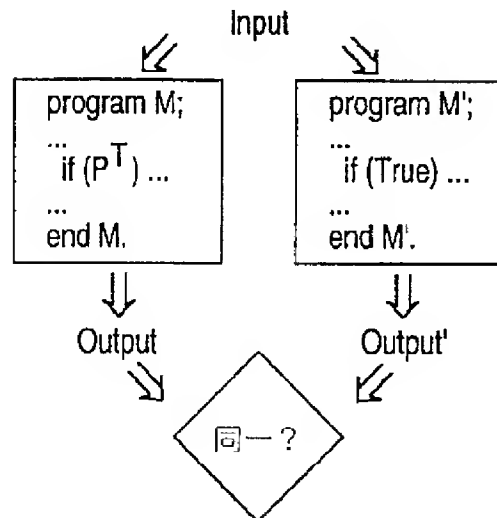 Input
program M;
...
if (P^T) ...
...
end M.
program M';
...
if (True) ...
...
end M'.
Output
Output'
同一？